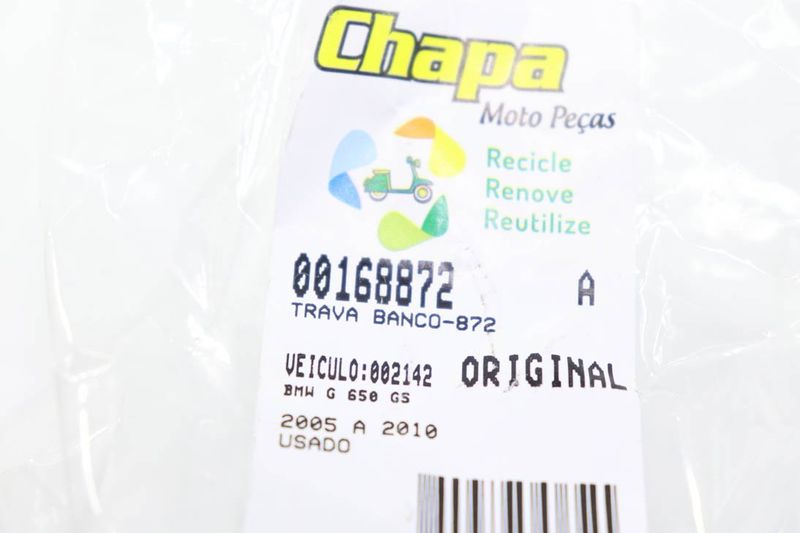 Chapa
Moto Peças
Recicle
Renove
Reutilize
00168872 A
TRAVA BANCO-872
VEICULO:002142 ORIGINAL
BMW G 650 GS
2005 A 2010
USADO